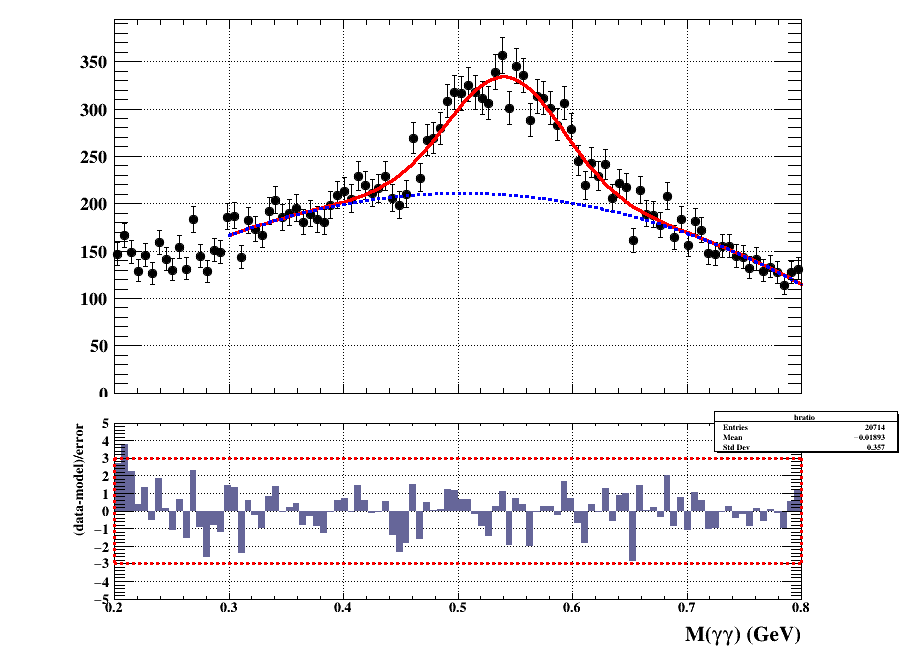 350
300
250
200
150
100
50
0
hratio
Entries 20714
Mean −0.01893
Std Dev 0.357
(data-model)/error
5
4
3
2
1
0
−1
−2
−3
−4
−5
0.2 0.3 0.4 0.5 0.6 0.7 0.8
M(γγ) (GeV)